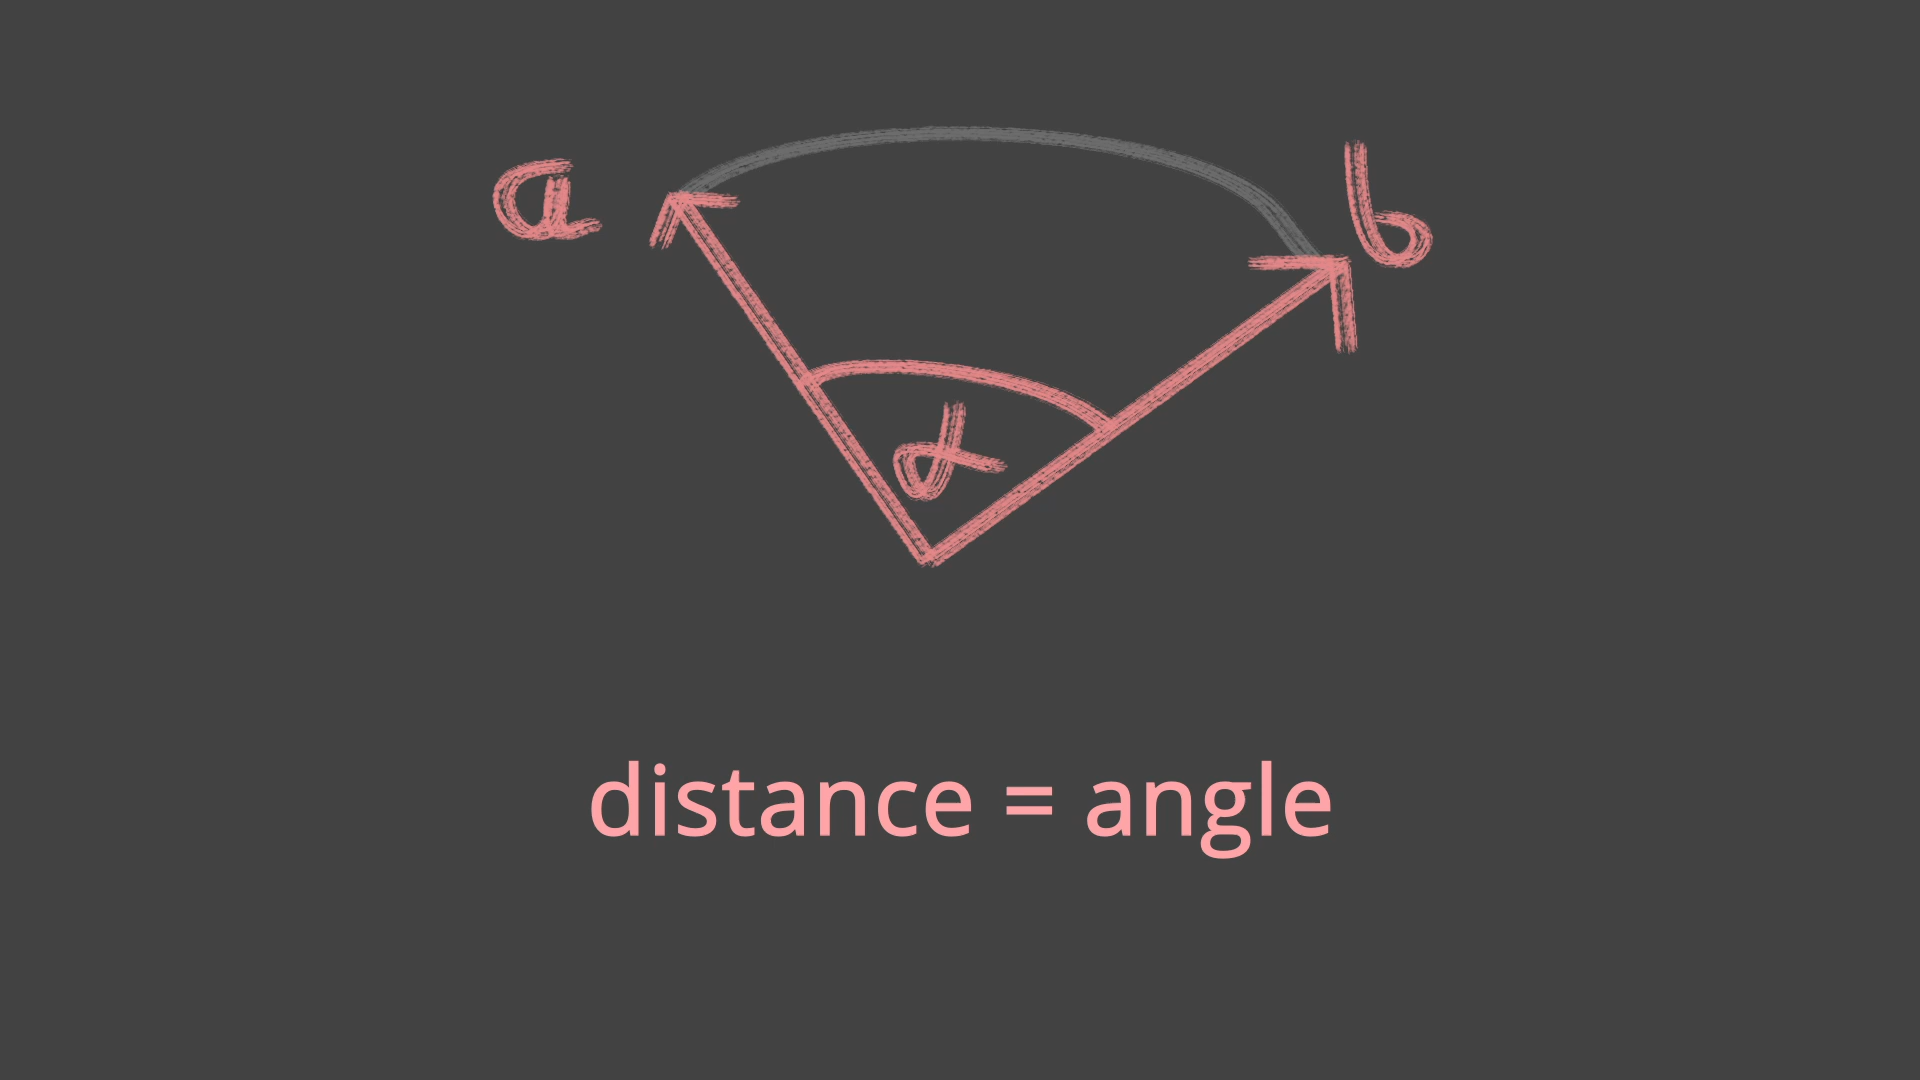 a
b
α
distance = angle